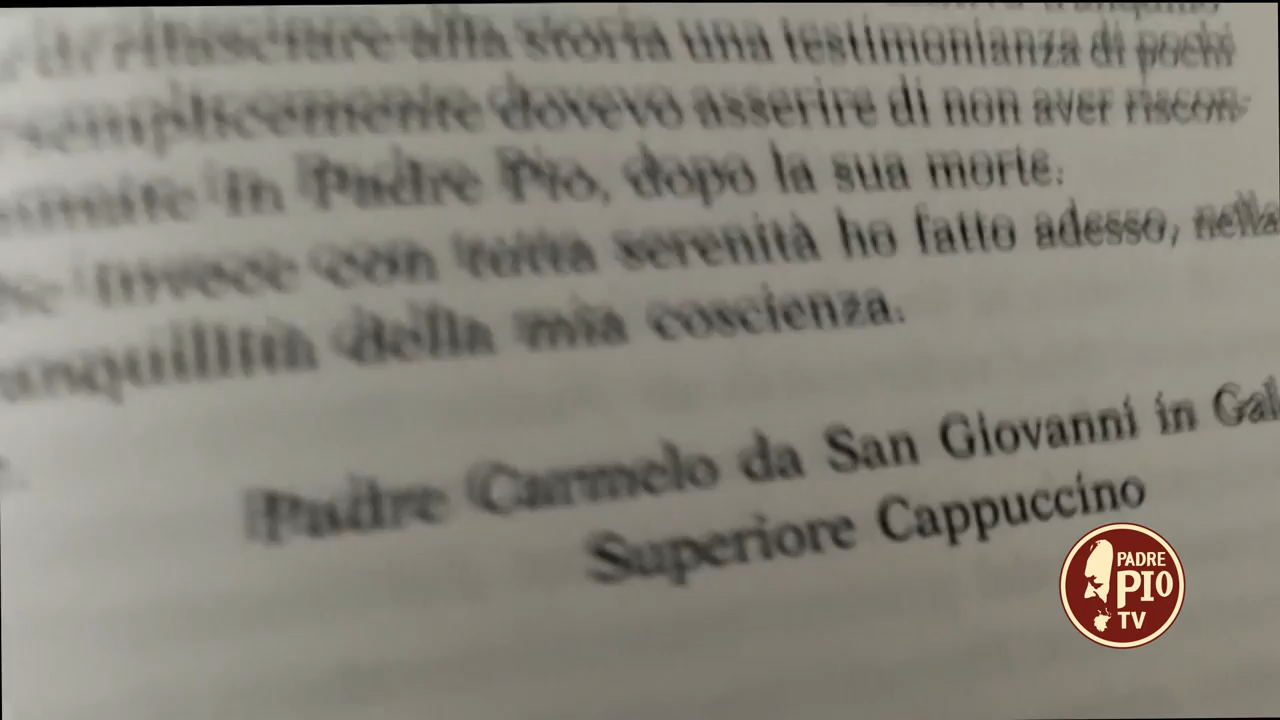 di rilasciare alla storia una testimonianza di pochi
semplicemente dovevo asserire di non aver riscon-
in Padre Pio, dopo la sua morte.
invece con tutta serenità ho fatto adesso, nella
anquillità della mia coscienza.
Padre Carmelo da San Giovanni in Gal
Superiore Cappuccino
PADRE
PIO
TV